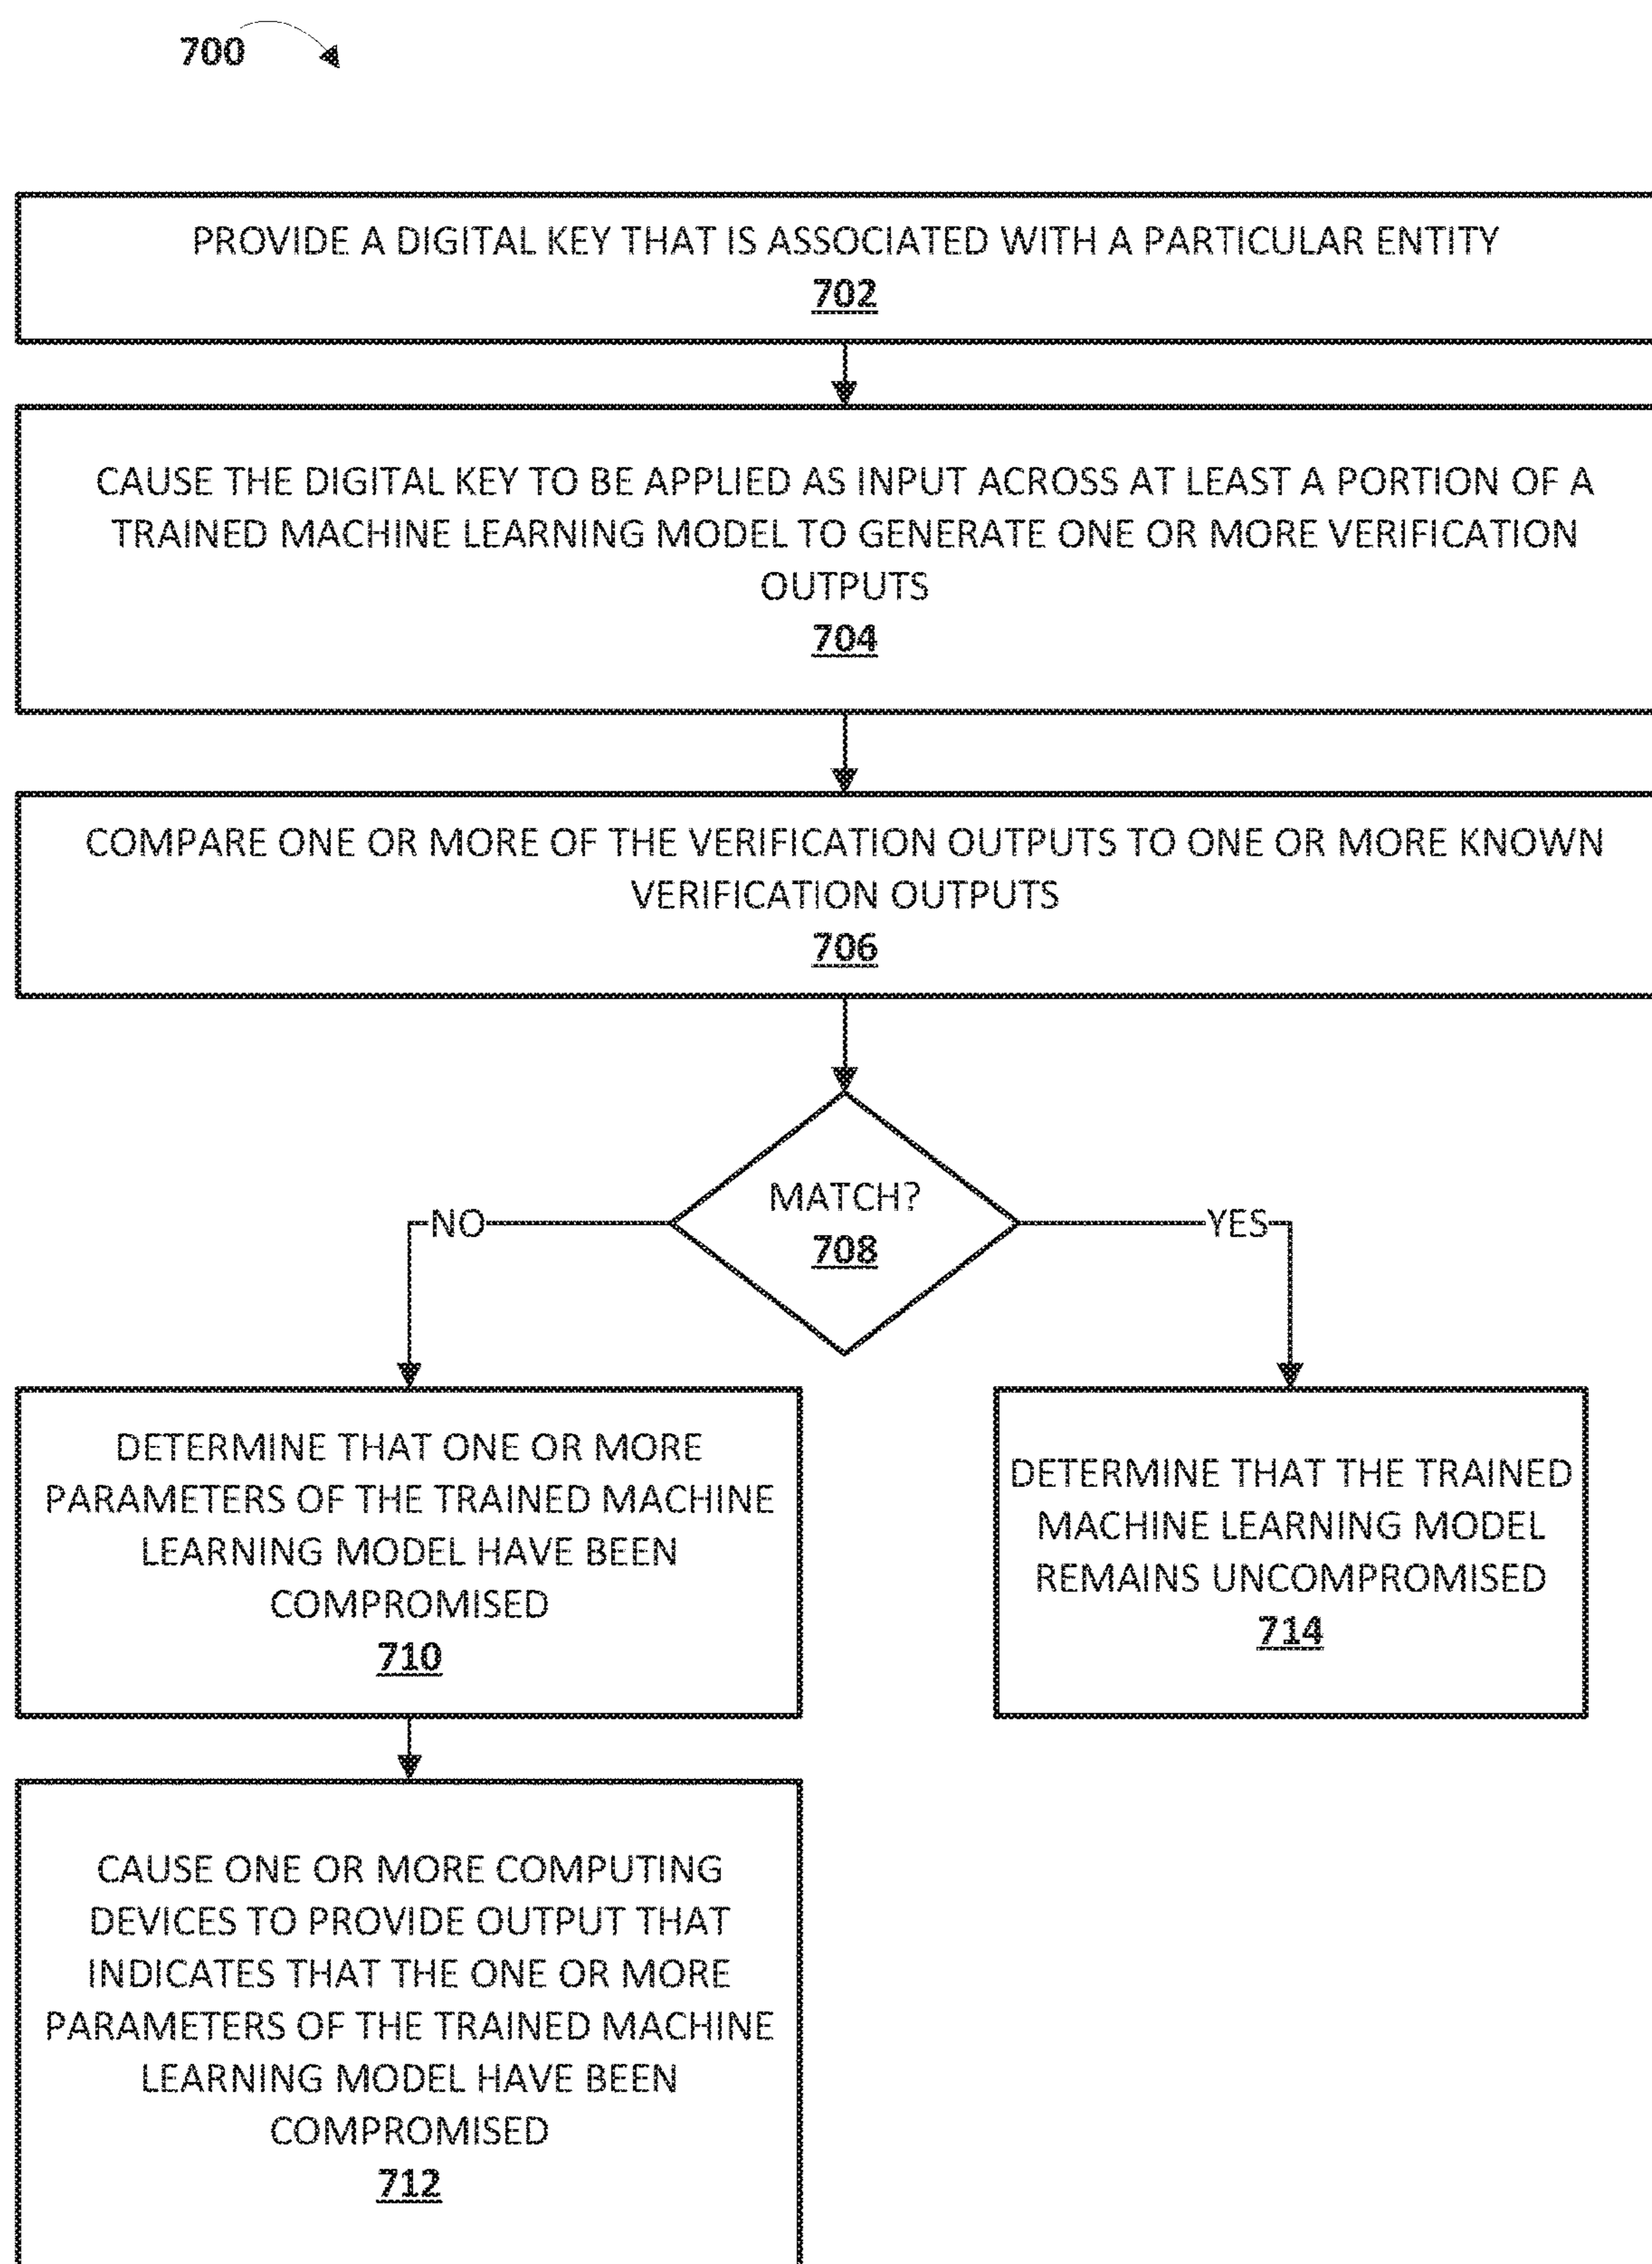 700
PROVIDE A DIGITAL KEY THAT IS ASSOCIATED WITH A PARTICULAR ENTITY
702
CAUSE THE DIGITAL KEY TO BE APPLIED AS INPUT ACROSS AT LEAST A PORTION OF A
TRAINED MACHINE LEARNING MODEL TO GENERATE ONE OR MORE VERIFICATION
OUTPUTS
704
COMPARE ONE OR MORE OF THE VERIFICATION OUTPUTS TO ONE OR MORE KNOWN
VERIFICATION OUTPUTS
706
MATCH?
708
NO
YES
DETERMINE THAT ONE OR MORE
PARAMETERS OF THE TRAINED MACHINE
LEARNING MODEL HAVE BEEN
COMPROMISED
710
DETERMINE THAT THE TRAINED
MACHINE LEARNING MODEL
REMAINS UNCOMPROMISED
714
CAUSE ONE OR MORE COMPUTING
DEVICES TO PROVIDE OUTPUT THAT
INDICATES THAT THE ONE OR MORE
PARAMETERS OF THE TRAINED MACHINE
LEARNING MODEL HAVE BEEN
COMPROMISED
712